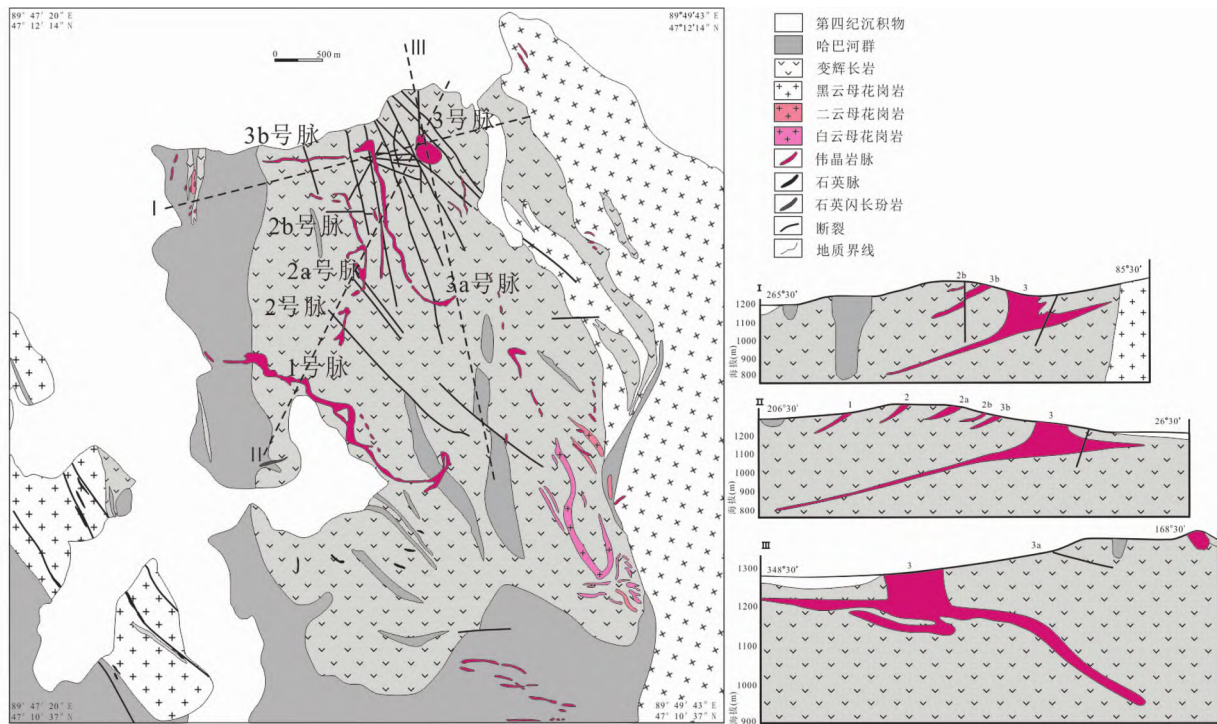 89° 47′ 20″ E
47° 12′ 14″ N
89°49′43″E
47°12′14″N
0 500 m
III
3号脉
3b号脉
I
2b号脉
2a号脉
3a号脉
2号脉
1号脉
II
89° 47′ 20″ E
47° 10′ 37″ N
89° 49′ 43″ E
47° 10′ 37″ N
第四纪沉积物
哈巴河群
变辉长岩
黑云母花岗岩
二云母花岗岩
白云母花岗岩
伟晶岩脉
石英脉
石英闪长玢岩
断裂
地质界线
I
265°30′
2b
3b
3
85°30′
1200
1100
1000
900
800
海拔(m)
II
206°30′
1
2
2a
2b
3b
3
26°30′
1200
1100
1000
900
800
海拔(m)
III
348°30′
3
3a
168°30′
1300
1200
1100
1000
900
海拔(m)